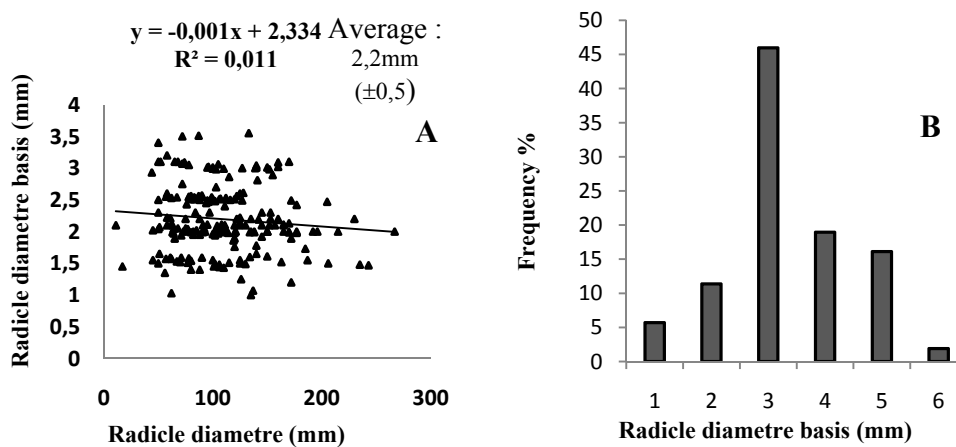 y = -0,001x + 2,334 Average :
R² = 0,011 2,2mm
(±0,5)
A
Radicle diametre basis (mm)
4
3,5
3
2,5
2
1,5
1
0,5
0
0 100 200 300
Radicle diametre (mm)
B
Frequency %
50
45
40
35
30
25
20
15
10
5
0
1 2 3 4 5 6
Radicle diametre basis (mm)